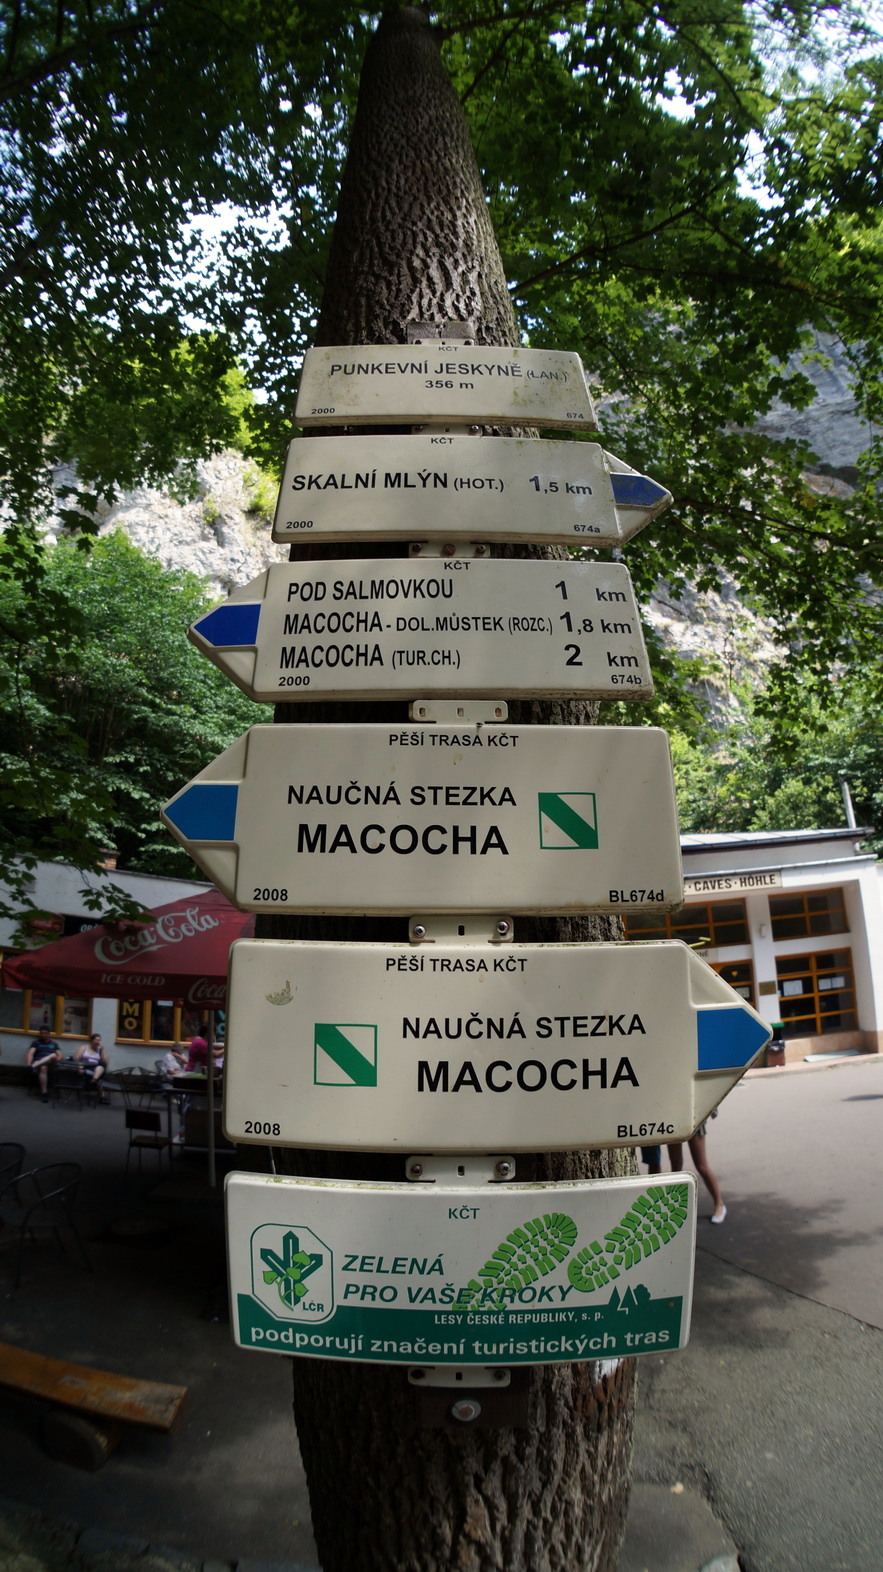 KČT
PUNKEVNÍ JESKYNĚ (LAN.)
356 m
2000 674
KČT
SKALNÍ MLÝN (HOT.) 1,5 km
2000 674a
KČT
POD SALMOVKOU 1 km
MACOCHA - DOL.MŮSTEK (ROZC.) 1,8 km
MACOCHA (TUR.CH.) 2 km
2000 674b
PĚŠÍ TRASA KČT
NAUČNÁ STEZKA
MACOCHA
2008 BL674d
CAVES · HÖHLE
Coca-Cola
ICE COLD
Coca
PĚŠÍ TRASA KČT
NAUČNÁ STEZKA
MACOCHA
2008 BL674c
KČT
ZELENÁ
PRO VAŠE KROKY
LČR
LESY ČESKÉ REPUBLIKY, s. p.
podporují značení turistických tras